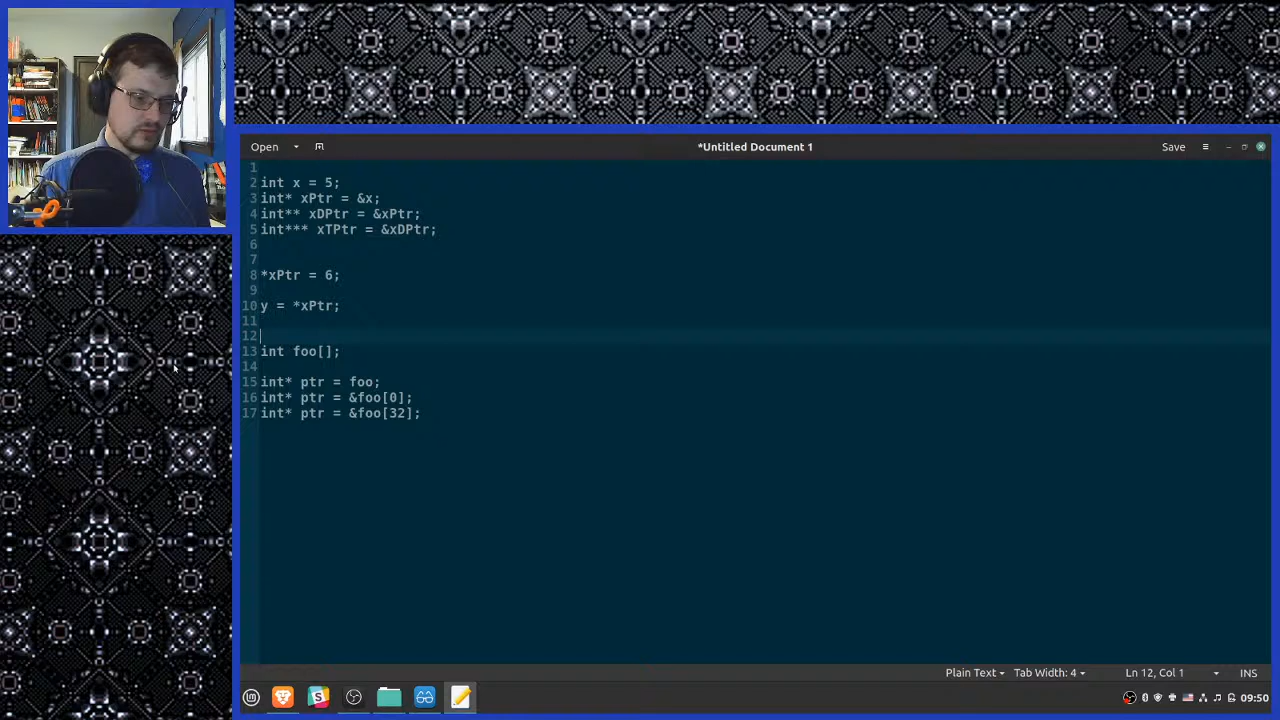 Open
*Untitled Document 1
Save
1
2 int x = 5;
3 int* xPtr = &x;
4 int** xDPtr = &xPtr;
5 int*** xTPtr = &xDPtr;
6
7
8 *xPtr = 6;
9
10 y = *xPtr;
11
12
13 int foo[];
14
15 int* ptr = foo;
16 int* ptr = &foo[0];
17 int* ptr = &foo[32];
Plain Text
Tab Width: 4
Ln 12, Col 1
INS
09:50